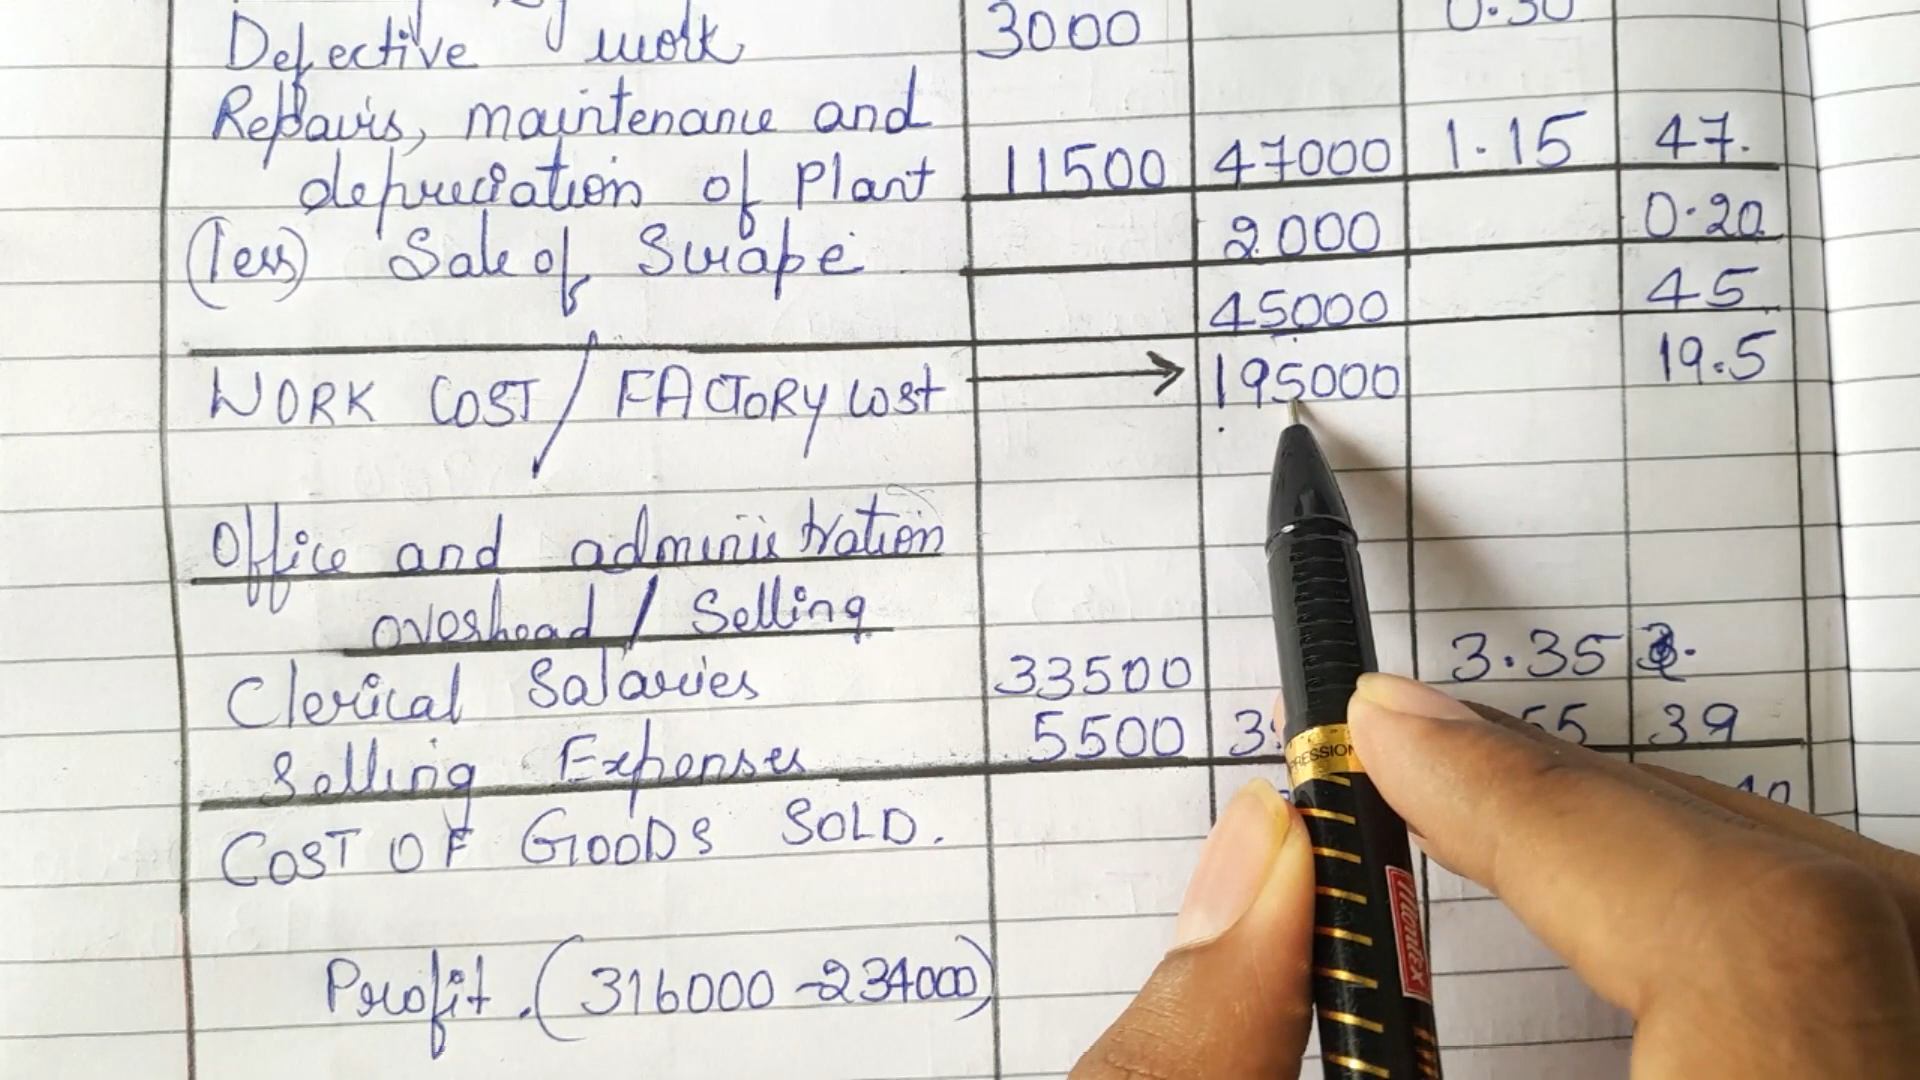 Defective work 3000 0.30
Repairs, maintenance and
depreciation of Plant 11500 47000 1.15 47.
(less) Sale of Scrape 2000 0.20
45000 45
WORK COST / FACTORY cost → 195000 19.5
Office and administration
overhead / Selling
Clerical Salaries 33500 3.35
Selling Expenses 5500 55 39
COST OF GOODS SOLD.
Profit. (316000 - 234000)
Montex